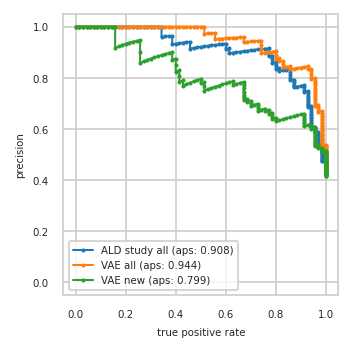 1.0
0.8
0.6
0.4
0.2
0.0
precision
ALD study all (aps: 0.908)
VAE all (aps: 0.944)
VAE new (aps: 0.799)
0.0 0.2 0.4 0.6 0.8 1.0
true positive rate